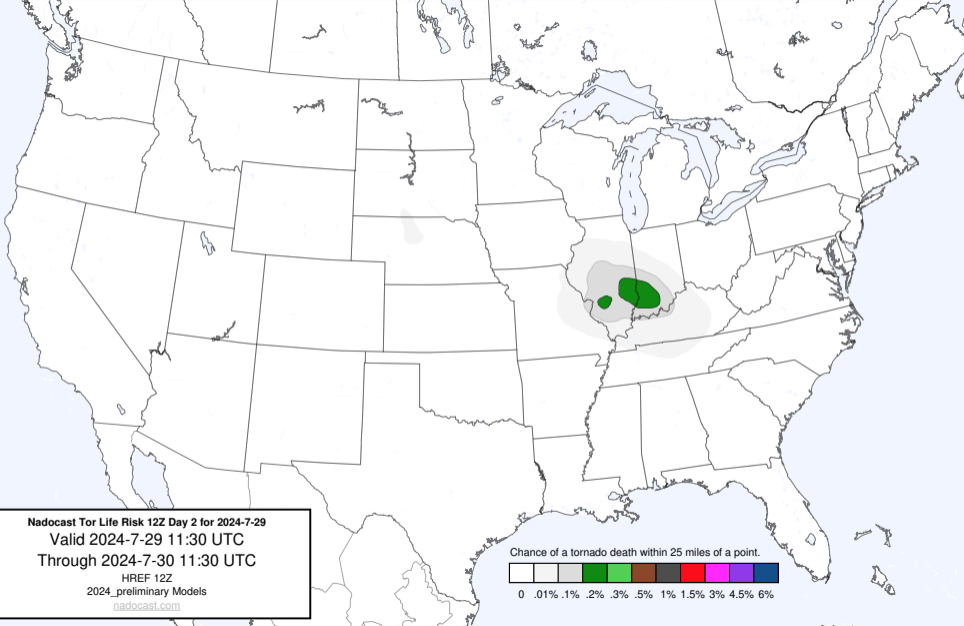 Nadocast Tor Life Risk 12Z Day 2 for 2024-7-29
Valid 2024-7-29 11:30 UTC
Through 2024-7-30 11:30 UTC
HREF 12Z
2024_preliminary Models
nadocast.com
Chance of a tornado death within 25 miles of a point.
0 .01% .1% .2% .3% .5% 1% 1.5% 3% 4.5% 6%